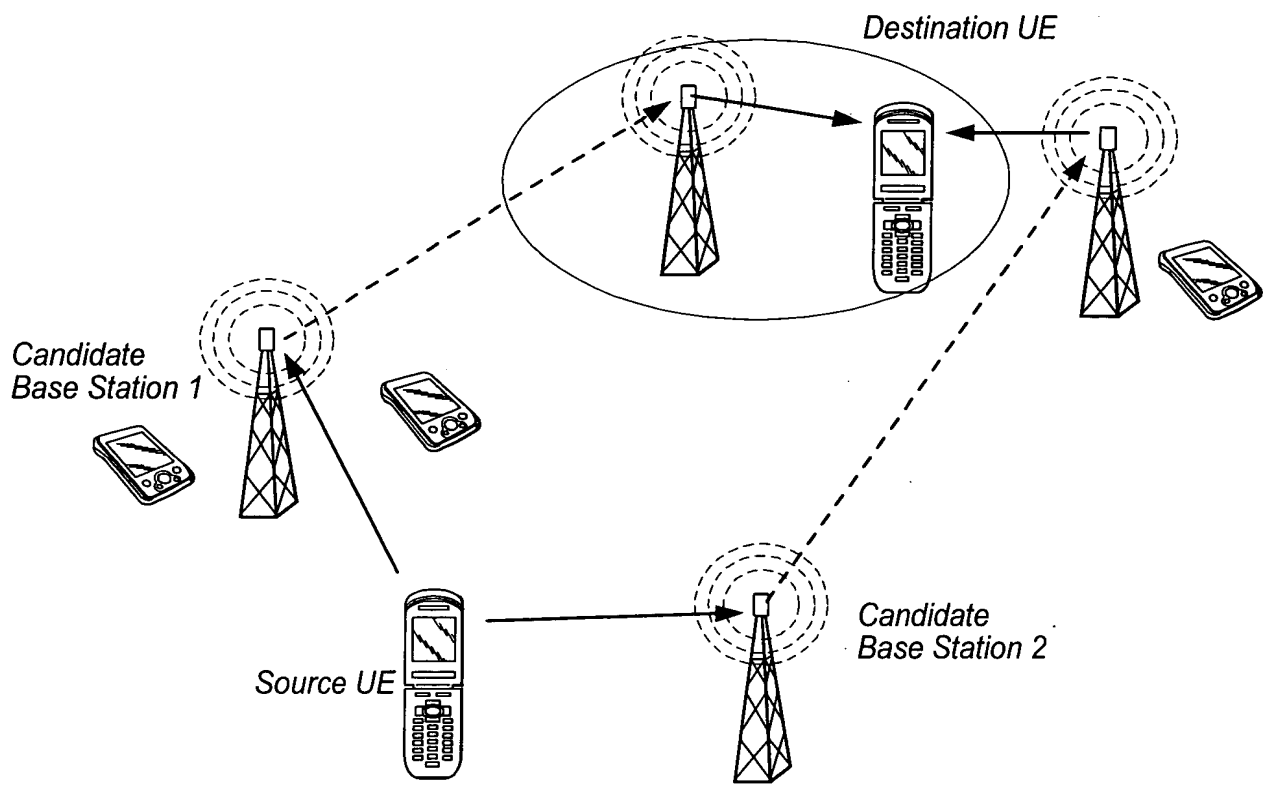 Destination UE
Candidate
Base Station 1
Candidate
Base Station 2
Source UE